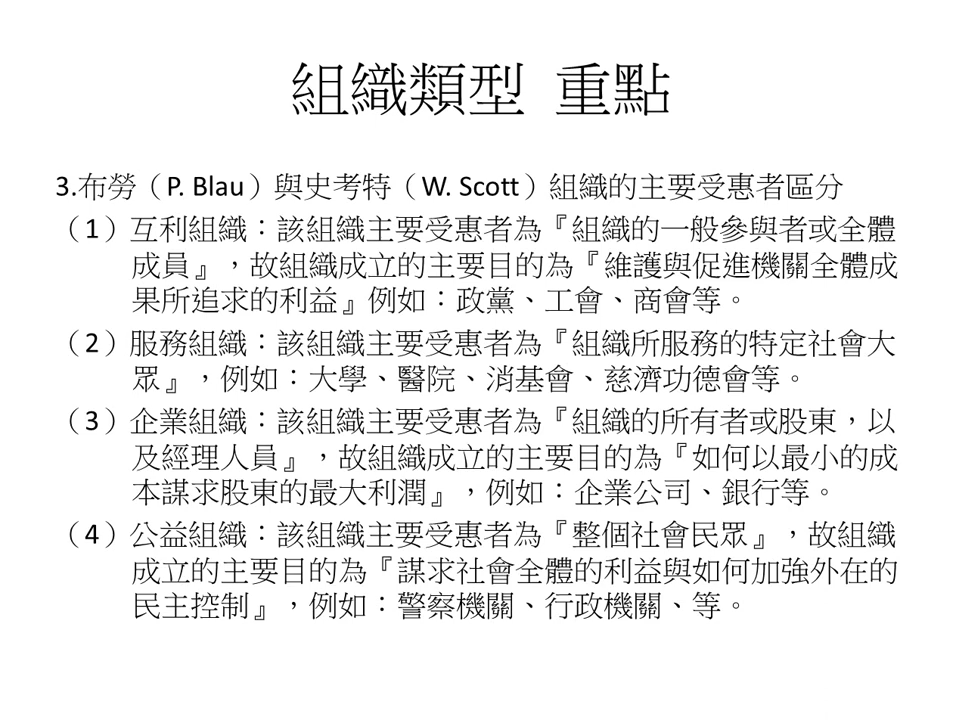 組織類型 重點
3.布勞（P. Blau）與史考特（W. Scott）組織的主要受惠者區分
（1）互利組織：該組織主要受惠者為『組織的一般參與者或全體
成員』，故組織成立的主要目的為『維護與促進機關全體成
果所追求的利益』例如：政黨、工會、商會等。
（2）服務組織：該組織主要受惠者為『組織所服務的特定社會大
眾』，例如：大學、醫院、消基會、慈濟功德會等。
（3）企業組織：該組織主要受惠者為『組織的所有者或股東，以
及經理人員』，故組織成立的主要目的為『如何以最小的成
本謀求股東的最大利潤』，例如：企業公司、銀行等。
（4）公益組織：該組織主要受惠者為『整個社會民眾』，故組織
成立的主要目的為『謀求社會全體的利益與如何加強外在的
民主控制』，例如：警察機關、行政機關、等。